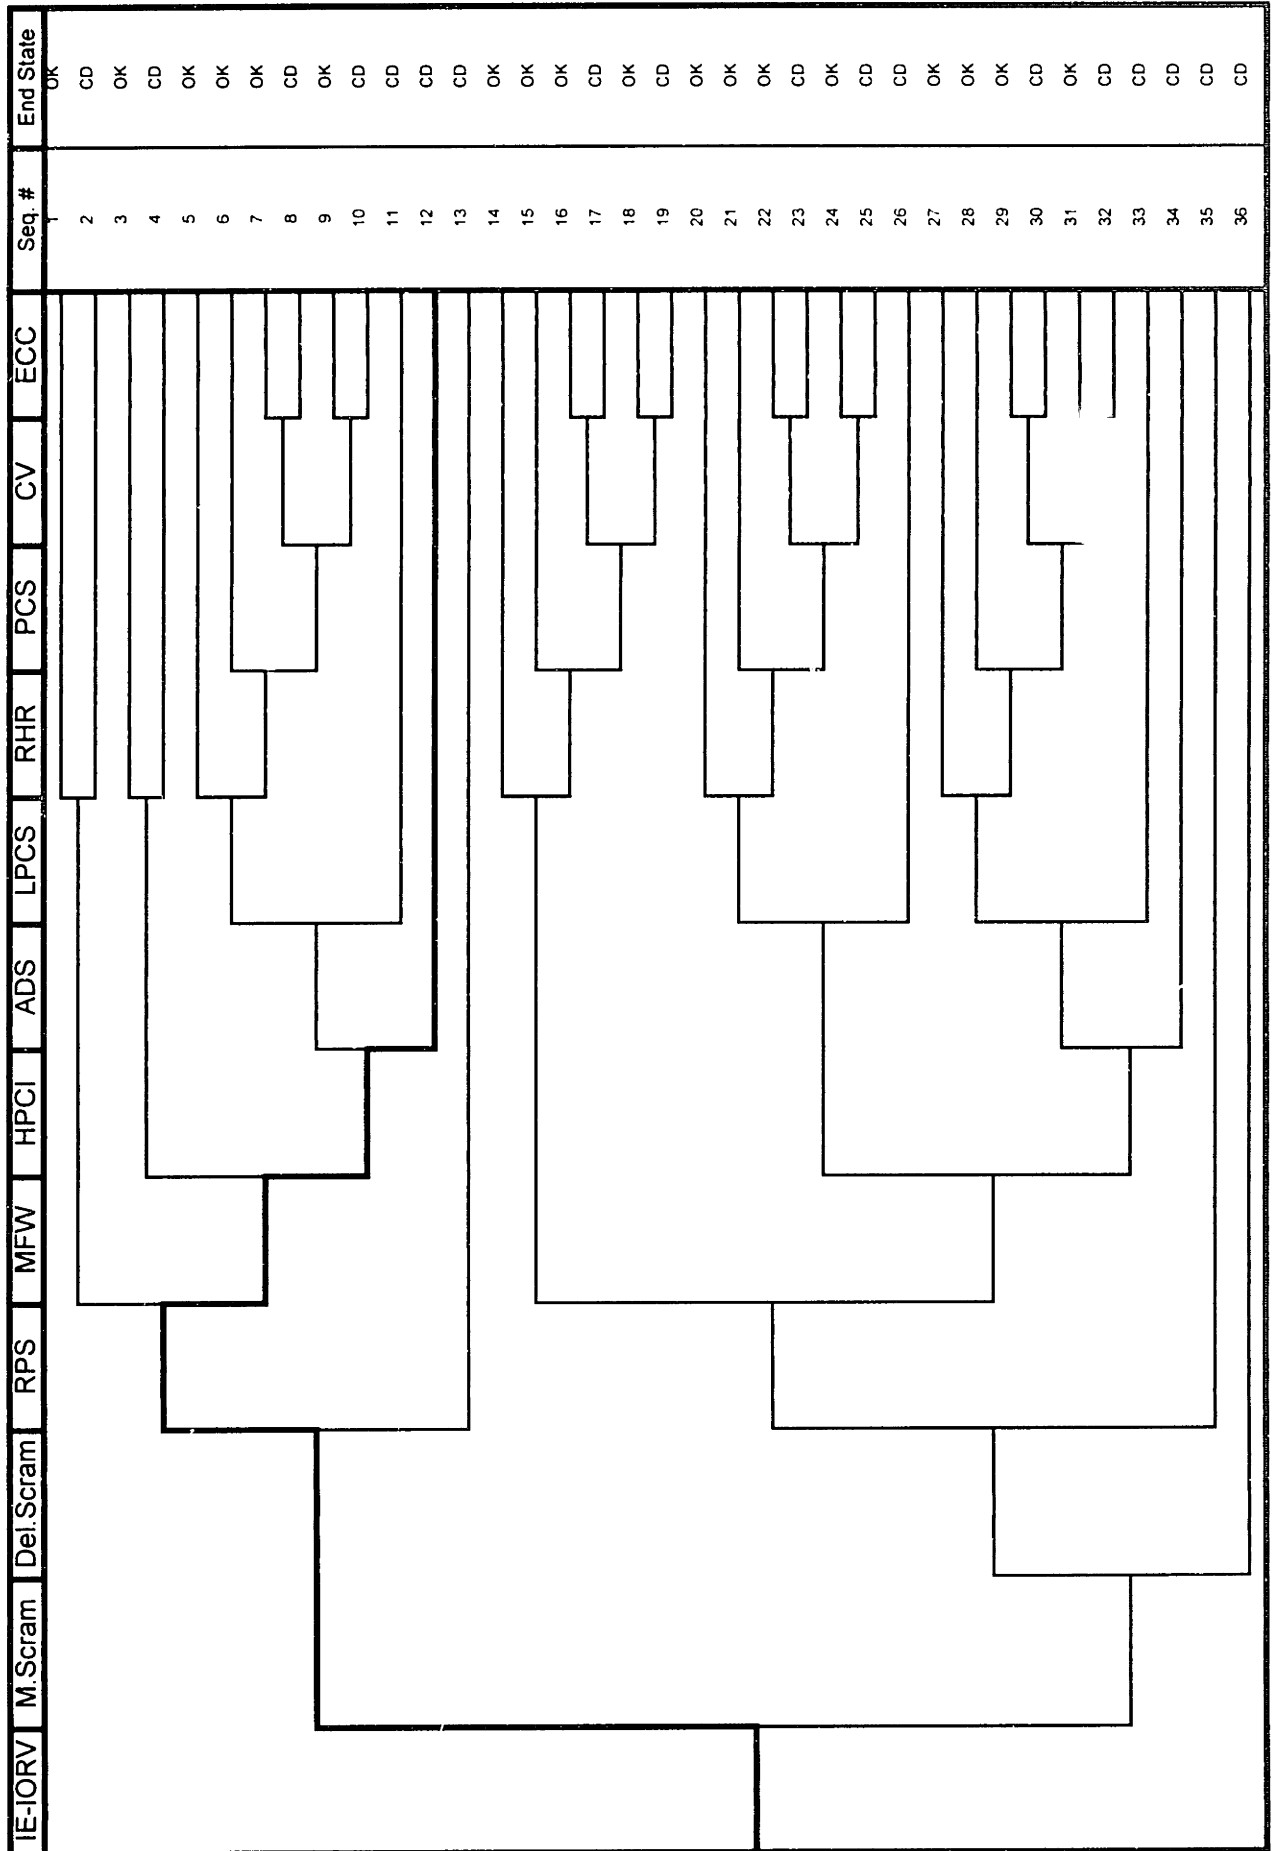 IE-IORV M.Scram Del.Scram RPS MFW HPCI ADS LPCS RHR PCS CV ECC Seq. # End State
1 OK
2 CD
3 OK
4 CD
5 OK
6 OK
7 OK
8 CD
9 OK
10 CD
11 CD
12 CD
13 CD
14 OK
15 OK
16 OK
17 CD
18 OK
19 CD
20 OK
21 OK
22 OK
23 CD
24 OK
25 CD
26 CD
27 OK
28 OK
29 OK
30 CD
31 OK
32 CD
33 CD
34 CD
35 CD
36 CD